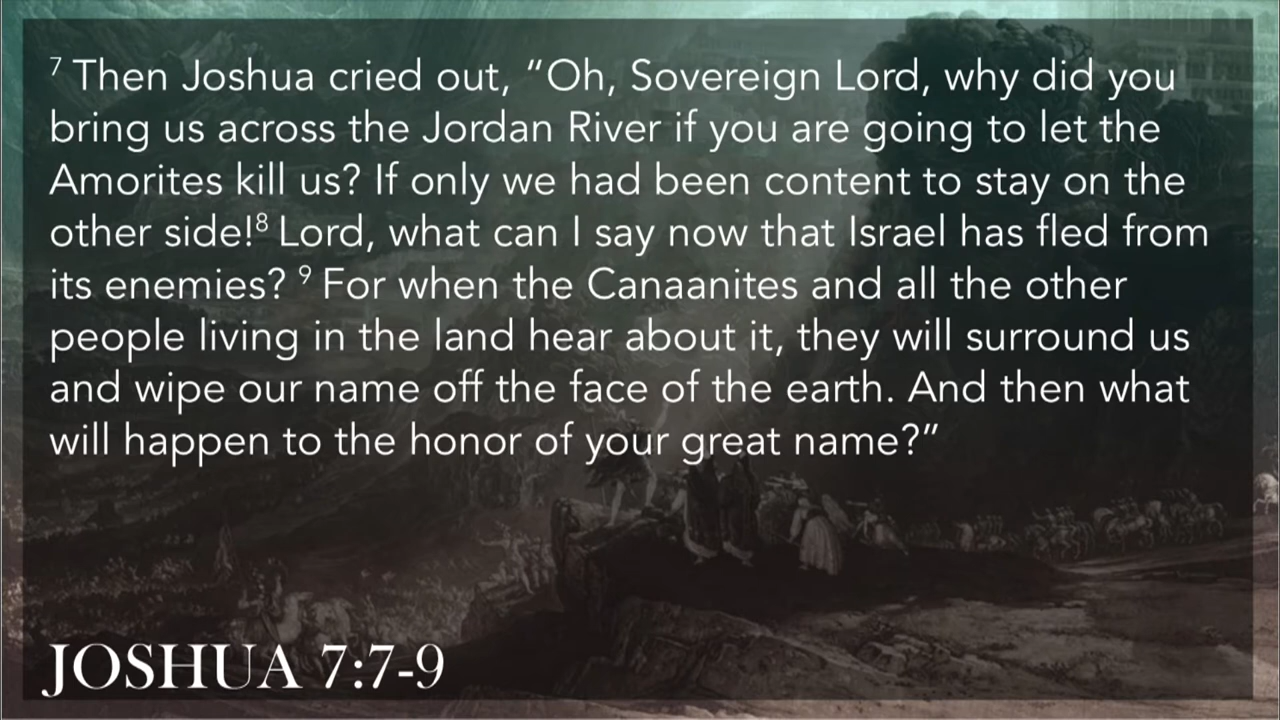 ⁷ Then Joshua cried out, “Oh, Sovereign Lord, why did you
bring us across the Jordan River if you are going to let the
Amorites kill us? If only we had been content to stay on the
other side!⁸ Lord, what can I say now that Israel has fled from
its enemies? ⁹ For when the Canaanites and all the other
people living in the land hear about it, they will surround us
and wipe our name off the face of the earth. And then what
will happen to the honor of your great name?”
JOSHUA 7:7-9